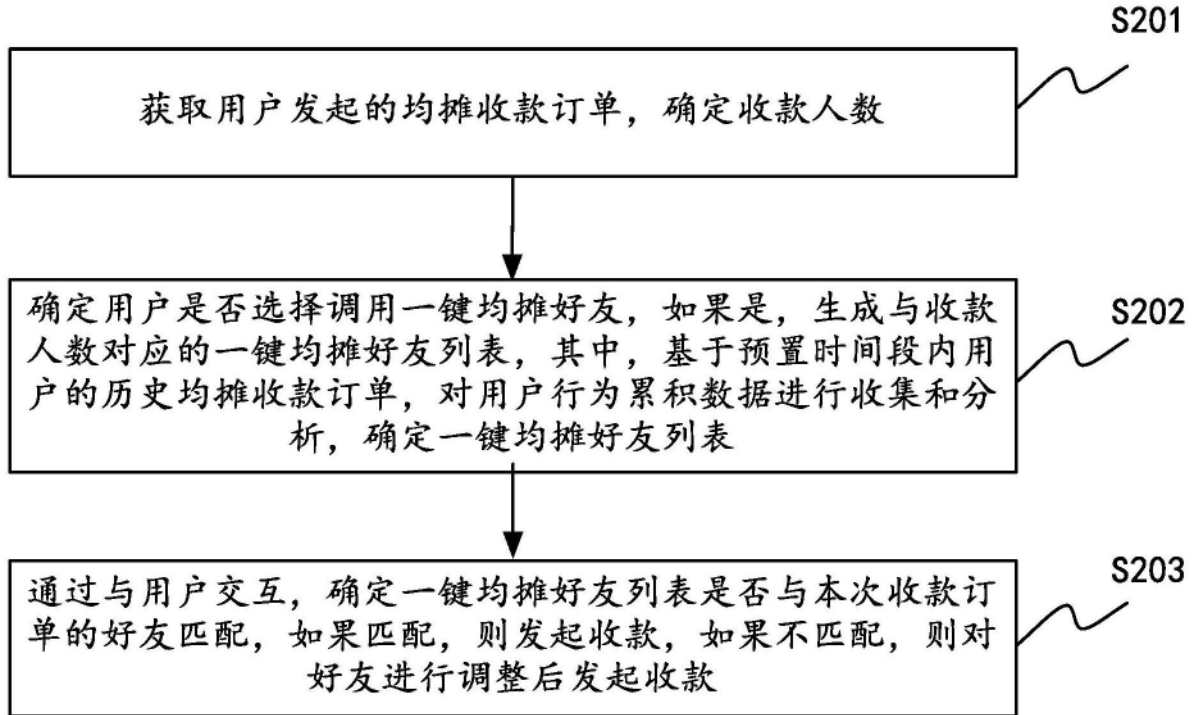 S201
获取用户发起的均摊收款订单，确定收款人数
确定用户是否选择调用一键均摊好友，如果是，生成与收款
人数对应的一键均摊好友列表，其中，基于预置时间段内用
户的历史均摊收款订单，对用户行为累积数据进行收集和分
析，确定一键均摊好友列表
S202
通过与用户交互，确定一键均摊好友列表是否与本次收款订
单的好友匹配，如果匹配，则发起收款，如果不匹配，则对
好友进行调整后发起收款
S203